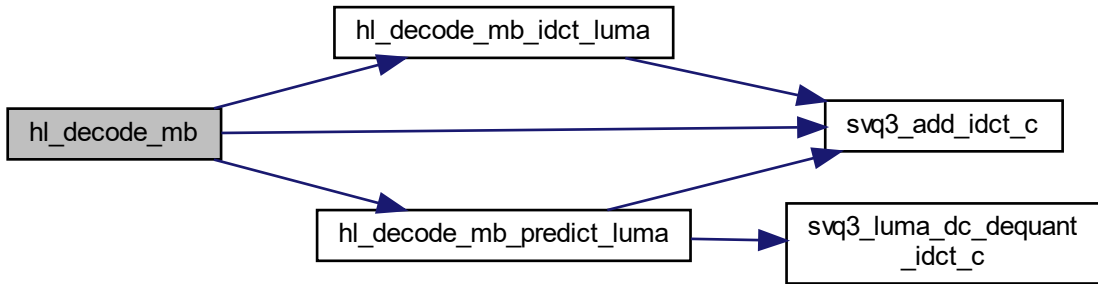 hl_decode_mb_idct_luma
hl_decode_mb
svq3_add_idct_c
hl_decode_mb_predict_luma
svq3_luma_dc_dequant
_idct_c